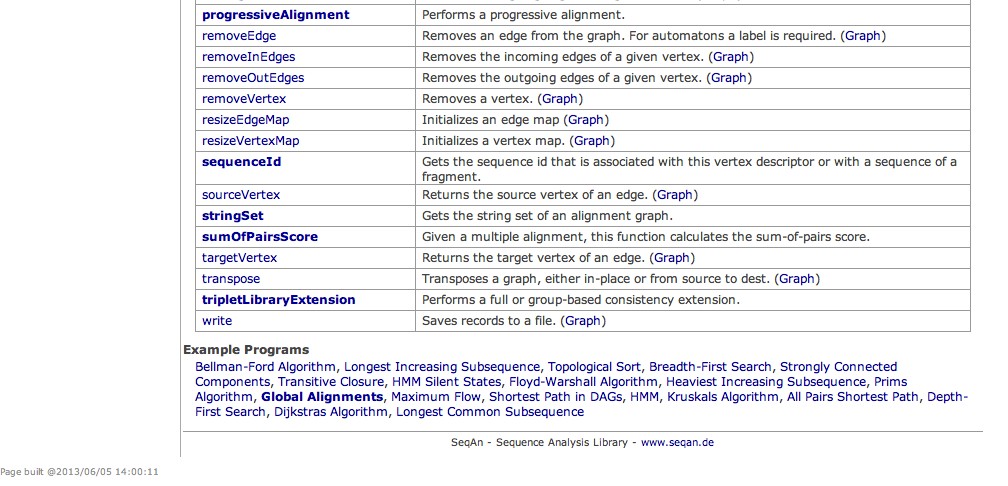 progressiveAlignment Performs a progressive alignment.
removeEdge Removes an edge from the graph. For automatons a label is required. (Graph)
removeInEdges Removes the incoming edges of a given vertex. (Graph)
removeOutEdges Removes the outgoing edges of a given vertex. (Graph)
removeVertex Removes a vertex. (Graph)
resizeEdgeMap Initializes an edge map (Graph)
resizeVertexMap Initializes a vertex map. (Graph)
sequenceId Gets the sequence id that is associated with this vertex descriptor or with a sequence of a
fragment.
sourceVertex Returns the source vertex of an edge. (Graph)
stringSet Gets the string set of an alignment graph.
sumOfPairsScore Given a multiple alignment, this function calculates the sum-of-pairs score.
targetVertex Returns the target vertex of an edge. (Graph)
transpose Transposes a graph, either in-place or from source to dest. (Graph)
tripletLibraryExtension Performs a full or group-based consistency extension.
write Saves records to a file. (Graph)
Example Programs
Bellman-Ford Algorithm, Longest Increasing Subsequence, Topological Sort, Breadth-First Search, Strongly Connected
Components, Transitive Closure, HMM Silent States, Floyd-Warshall Algorithm, Heaviest Increasing Subsequence, Prims
Algorithm, Global Alignments, Maximum Flow, Shortest Path in DAGs, HMM, Kruskals Algorithm, All Pairs Shortest Path, Depth-
First Search, Dijkstras Algorithm, Longest Common Subsequence
SeqAn - Sequence Analysis Library - www.seqan.de
Page built @2013/06/05 14:00:11